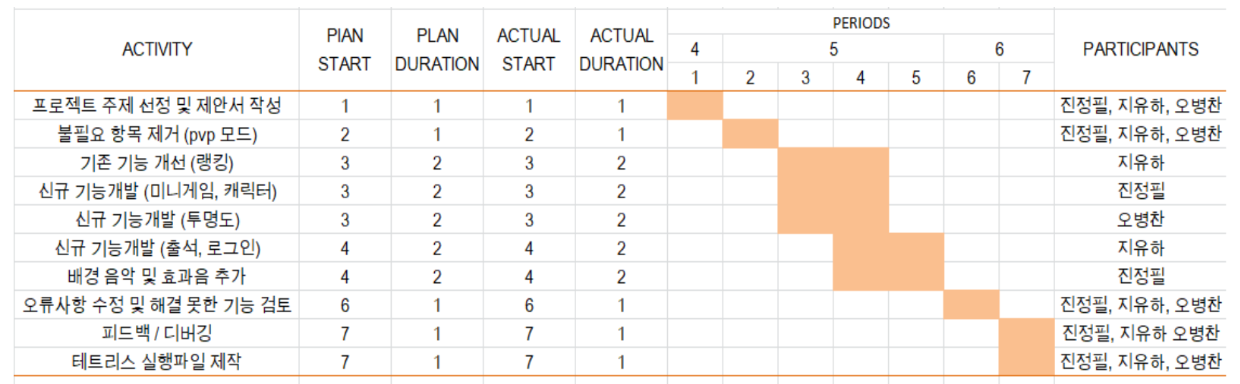 ACTIVITY PIAN START PLAN DURATION ACTUAL START ACTUAL DURATION PERIODS PARTICIPANTS
4 5 6
1 2 3 4 5 6 7
프로젝트 주제 선정 및 제안서 작성 1 1 1 1 진정필, 지유하, 오병찬
불필요 항목 제거 (pvp 모드) 2 1 2 1 진정필, 지유하, 오병찬
기존 기능 개선 (랭킹) 3 2 3 2 지유하
신규 기능개발 (미니게임, 캐릭터) 3 2 3 2 진정필
신규 기능개발 (투명도) 3 2 3 2 오병찬
신규 기능개발 (출석, 로그인) 4 2 4 2 지유하
배경 음악 및 효과음 추가 4 2 4 2 진정필
오류사항 수정 및 해결 못한 기능 검토 6 1 6 1 진정필, 지유하, 오병찬
피드백 / 디버깅 7 1 7 1 진정필, 지유하 오병찬
테트리스 실행파일 제작 7 1 7 1 진정필, 지유하, 오병찬